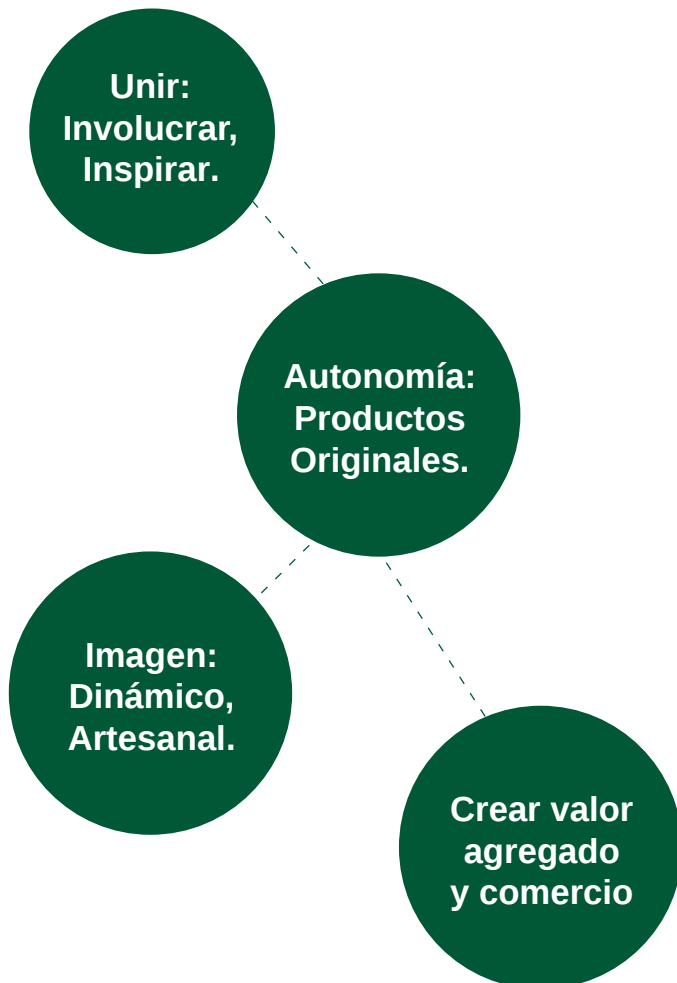 Unir:
Involucrar,
Inspirar.
Autonomía:
Productos
Originales.
Imagen:
Dinámico,
Artesanal.
Crear valor
agregado
y comercio